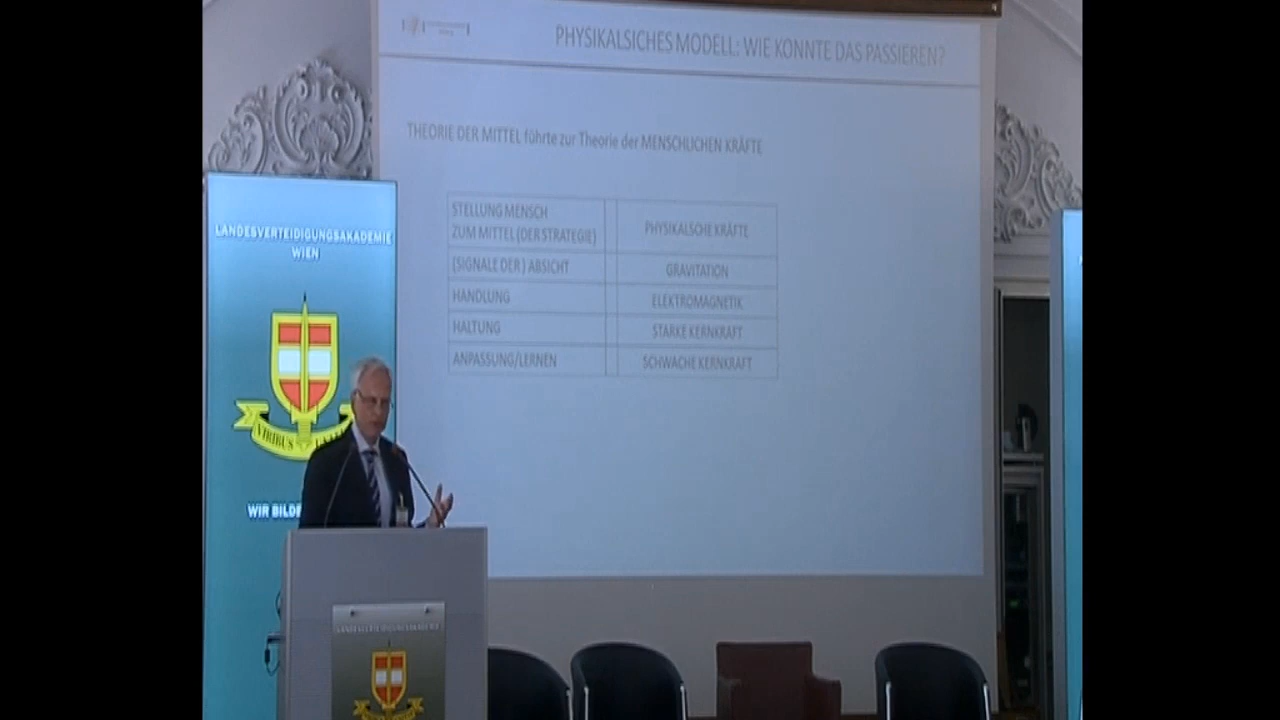 PHYSIKALSICHES MODELL: WIE KONNTE DAS PASSIEREN?
THEORIE DER MITTEL führte zur Theorie der MENSCHLICHEN KRÄFTE
STELLUNG MENSCH
ZUM MITTEL (DER STRATEGIE)
PHYSIKALSCHE KRÄFTE
(SIGNALE DER ) ABSICHT
GRAVITATION
HANDLUNG
ELEKTROMAGNETIK
HALTUNG
STARKE KERNKRAFT
ANPASSUNG/LERNEN
SCHWACHE KERNKRAFT
LANDESVERTEIDIGUNGSAKADEMIE
WIEN
VIRIBUS
WIR BILDE
LANDESVERTEIDIGUNGSAKADEMIE